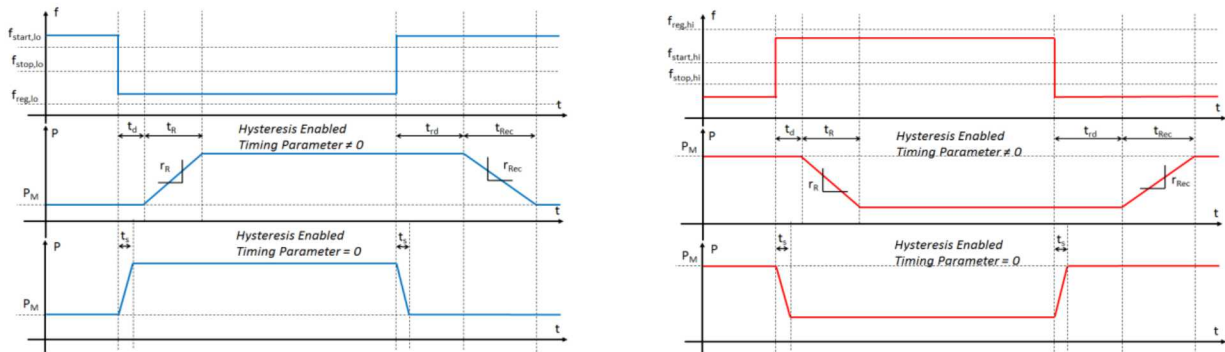 f
f_start,lo
f_stop,lo
f_reg,lo
t
P
t_d
t_R
Hysteresis Enabled
Timing Parameter ≠ 0
t_rd
t_Rec
r_R
r_Rec
P_M
t
P
t_s
Hysteresis Enabled
Timing Parameter = 0
t_s
P_M
t
f
f_reg,hi
f_start,hi
f_stop,hi
t
P
t_d
t_R
Hysteresis Enabled
Timing Parameter ≠ 0
t_rd
t_Rec
P_M
r_R
r_Rec
t
P
t_s
Hysteresis Enabled
Timing Parameter = 0
t_s
P_M
t